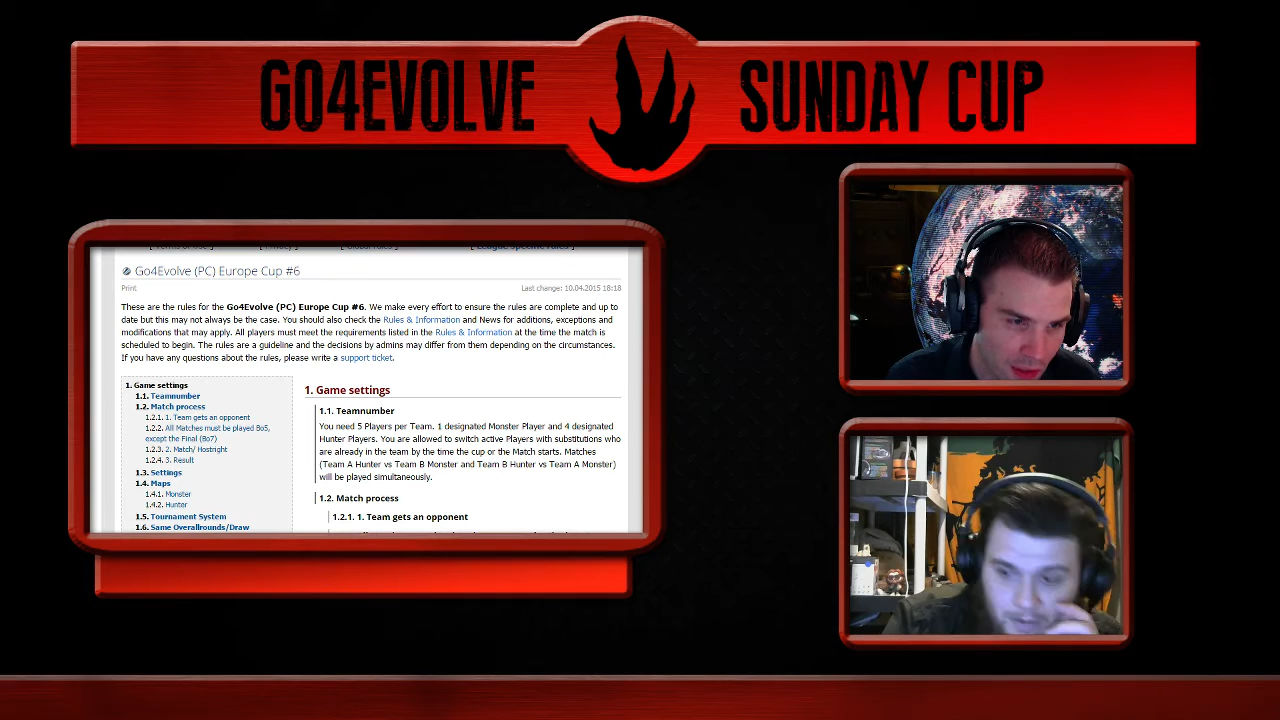 GO4EVOLVE SUNDAY CUP
[ Terms of Use ] [ Privacy ] [ Global rules ] [ League specific rules ]
Go4Evolve (PC) Europe Cup #6
Print Last change: 10.04.2015 18:18
These are the rules for the Go4Evolve (PC) Europe Cup #6. We make every effort to ensure the rules are complete and up to
date but this may not always be the case. You should also check the Rules & Information and News for additions, exceptions and
modifications that may apply. All players must meet the requirements listed in the Rules & Information at the time the match is
scheduled to begin. The rules are a guideline and the decisions by admins may differ from them depending on the circumstances.
If you have any questions about the rules, please write a support ticket.
1. Game settings
1.1. Teamnumber
1.2. Match process
1.2.1. 1. Team gets an opponent
1.2.2. All Matches must be played Bo5,
except the Final (Bo7)
1.2.3. 2. Match/ Hostright
1.2.4. 3. Result
1.3. Settings
1.4. Maps
1.4.1. Monster
1.4.2. Hunter
1.5. Tournament System
1.6. Same Overallrounds/Draw
1. Game settings
1.1. Teamnumber
You need 5 Players per Team. 1 designated Monster Player and 4 designated
Hunter Players. You are allowed to switch active Players with substitutions who
are already in the team by the time the cup or the Match starts. Matches
(Team A Hunter vs Team B Monster and Team B Hunter vs Team A Monster)
will be played simultaneously.
1.2. Match process
1.2.1. 1. Team gets an opponent